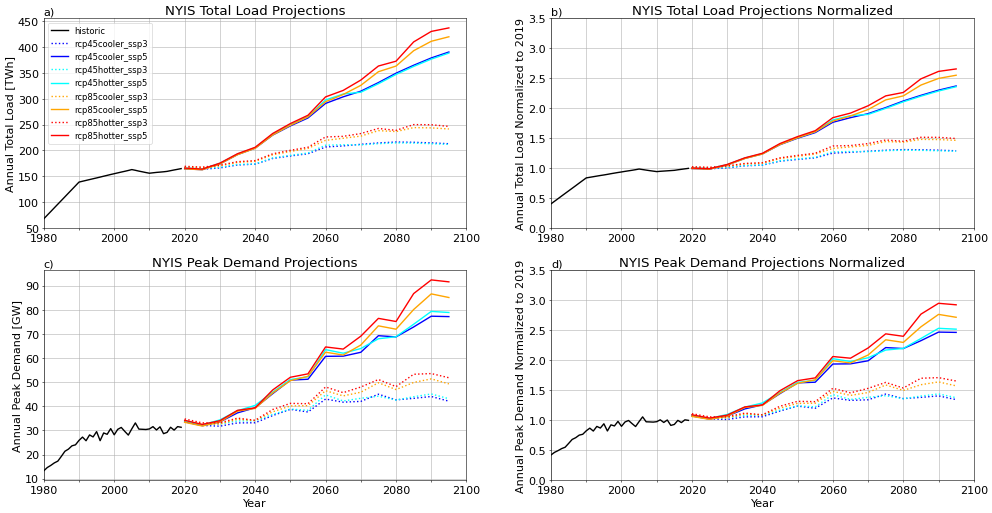 a)
NYIS Total Load Projections
Annual Total Load [TWh]
450
400
350
300
250
200
150
100
50
historic
rcp45cooler_ssp3
rcp45cooler_ssp5
rcp45hotter_ssp3
rcp45hotter_ssp5
rcp85cooler_ssp3
rcp85cooler_ssp5
rcp85hotter_ssp3
rcp85hotter_ssp5
1980 2000 2020 2040 2060 2080 2100
b)
NYIS Total Load Projections Normalized
Annual Total Load Normalized to 2019
3.5
3.0
2.5
2.0
1.5
1.0
0.5
0.0
1980 2000 2020 2040 2060 2080 2100
c)
NYIS Peak Demand Projections
Annual Peak Demand [GW]
90
80
70
60
50
40
30
20
10
1980 2000 2020 2040 2060 2080 2100
Year
d)
NYIS Peak Demand Projections Normalized
Annual Peak Demand Normalized to 2019
3.5
3.0
2.5
2.0
1.5
1.0
0.5
0.0
1980 2000 2020 2040 2060 2080 2100
Year